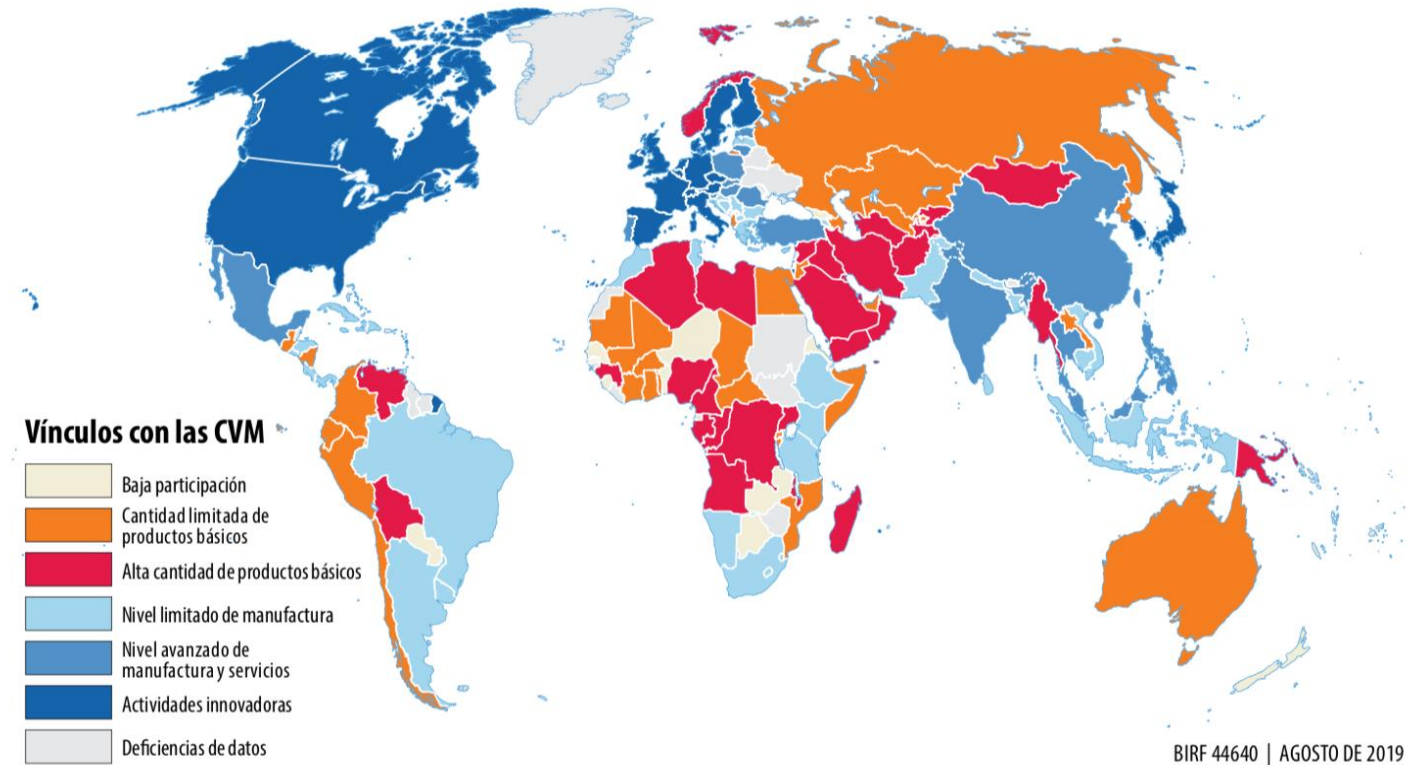 Vínculos con las CVM
Baja participación
Cantidad limitada de
productos básicos
Alta cantidad de productos básicos
Nivel limitado de manufactura
Nivel avanzado de
manufactura y servicios
Actividades innovadoras
Deficiencias de datos
BIRF 44640 | AGOSTO DE 2019